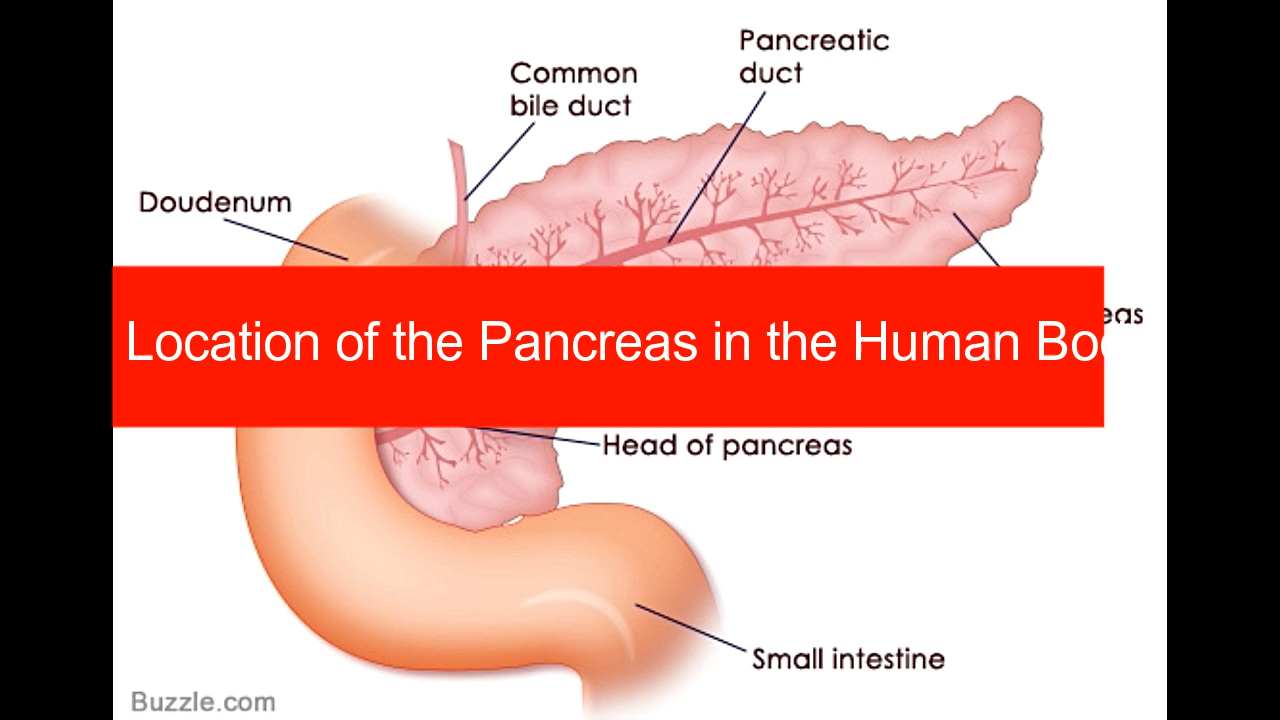 Pancreatic
duct
Common
bile duct
Doudenum
Location of the Pancreas in the Human
Head of pancreas
Small intestine
Buzzle.com